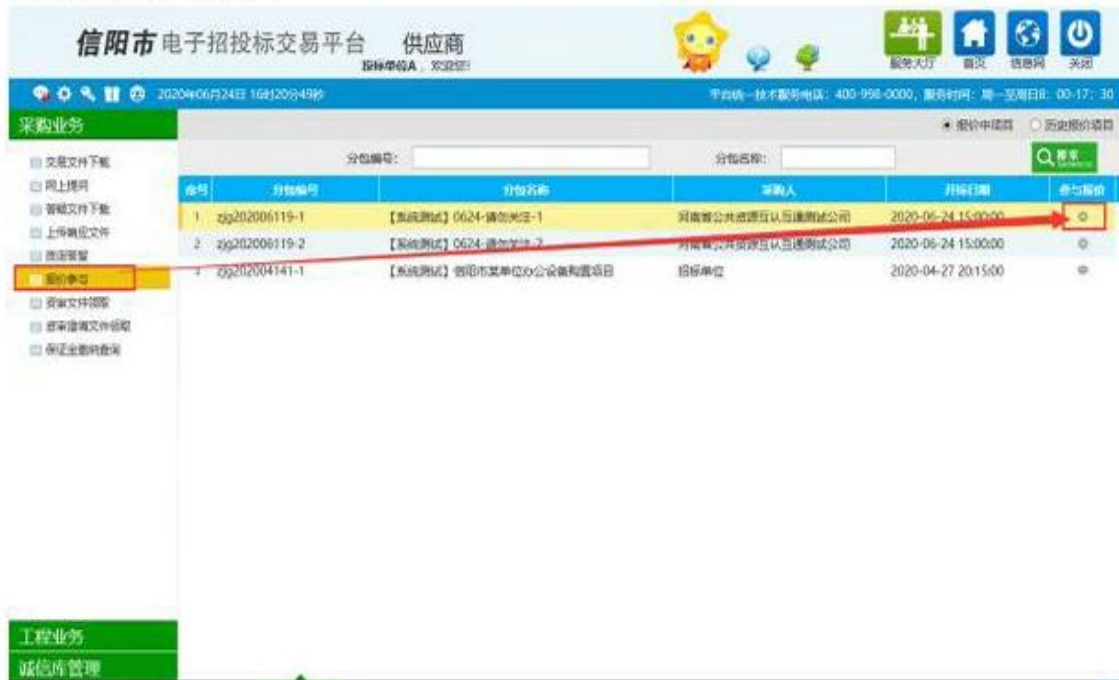 信阳市 电子招投标交易平台 供应商
投标单位A，欢迎您!
服务大厅 首页 信息网 关闭
2020年06月24日 16时20分49秒
平台统一技术服务电话：400-998-0000，服务时间：周一至周日8：00-17：30
采购业务
报价中项目 历史报价项目
分包编号： 分包名称： 搜索
交易文件下载
网上提问
答疑文件下载
上传响应文件
报价参与
资审文件领取
保证金缴纳查询
序号 分包编号 分包名称 采购人 开标日期 参与报价
1 zjg202006119-1 【系统测试】0624-请勿关注-1 河南省公共资源互认互通测试公司 2020-06-24 15:00:00
2 zjg202006119-2 【系统测试】0624-请勿关注-2 河南省公共资源互认互通测试公司 2020-06-24 15:00:00
3 zjg202004141-1 【系统测试】信阳市某单位办公设备购置项目 招标单位 2020-04-27 20:15:00
工程业务
诚信库管理